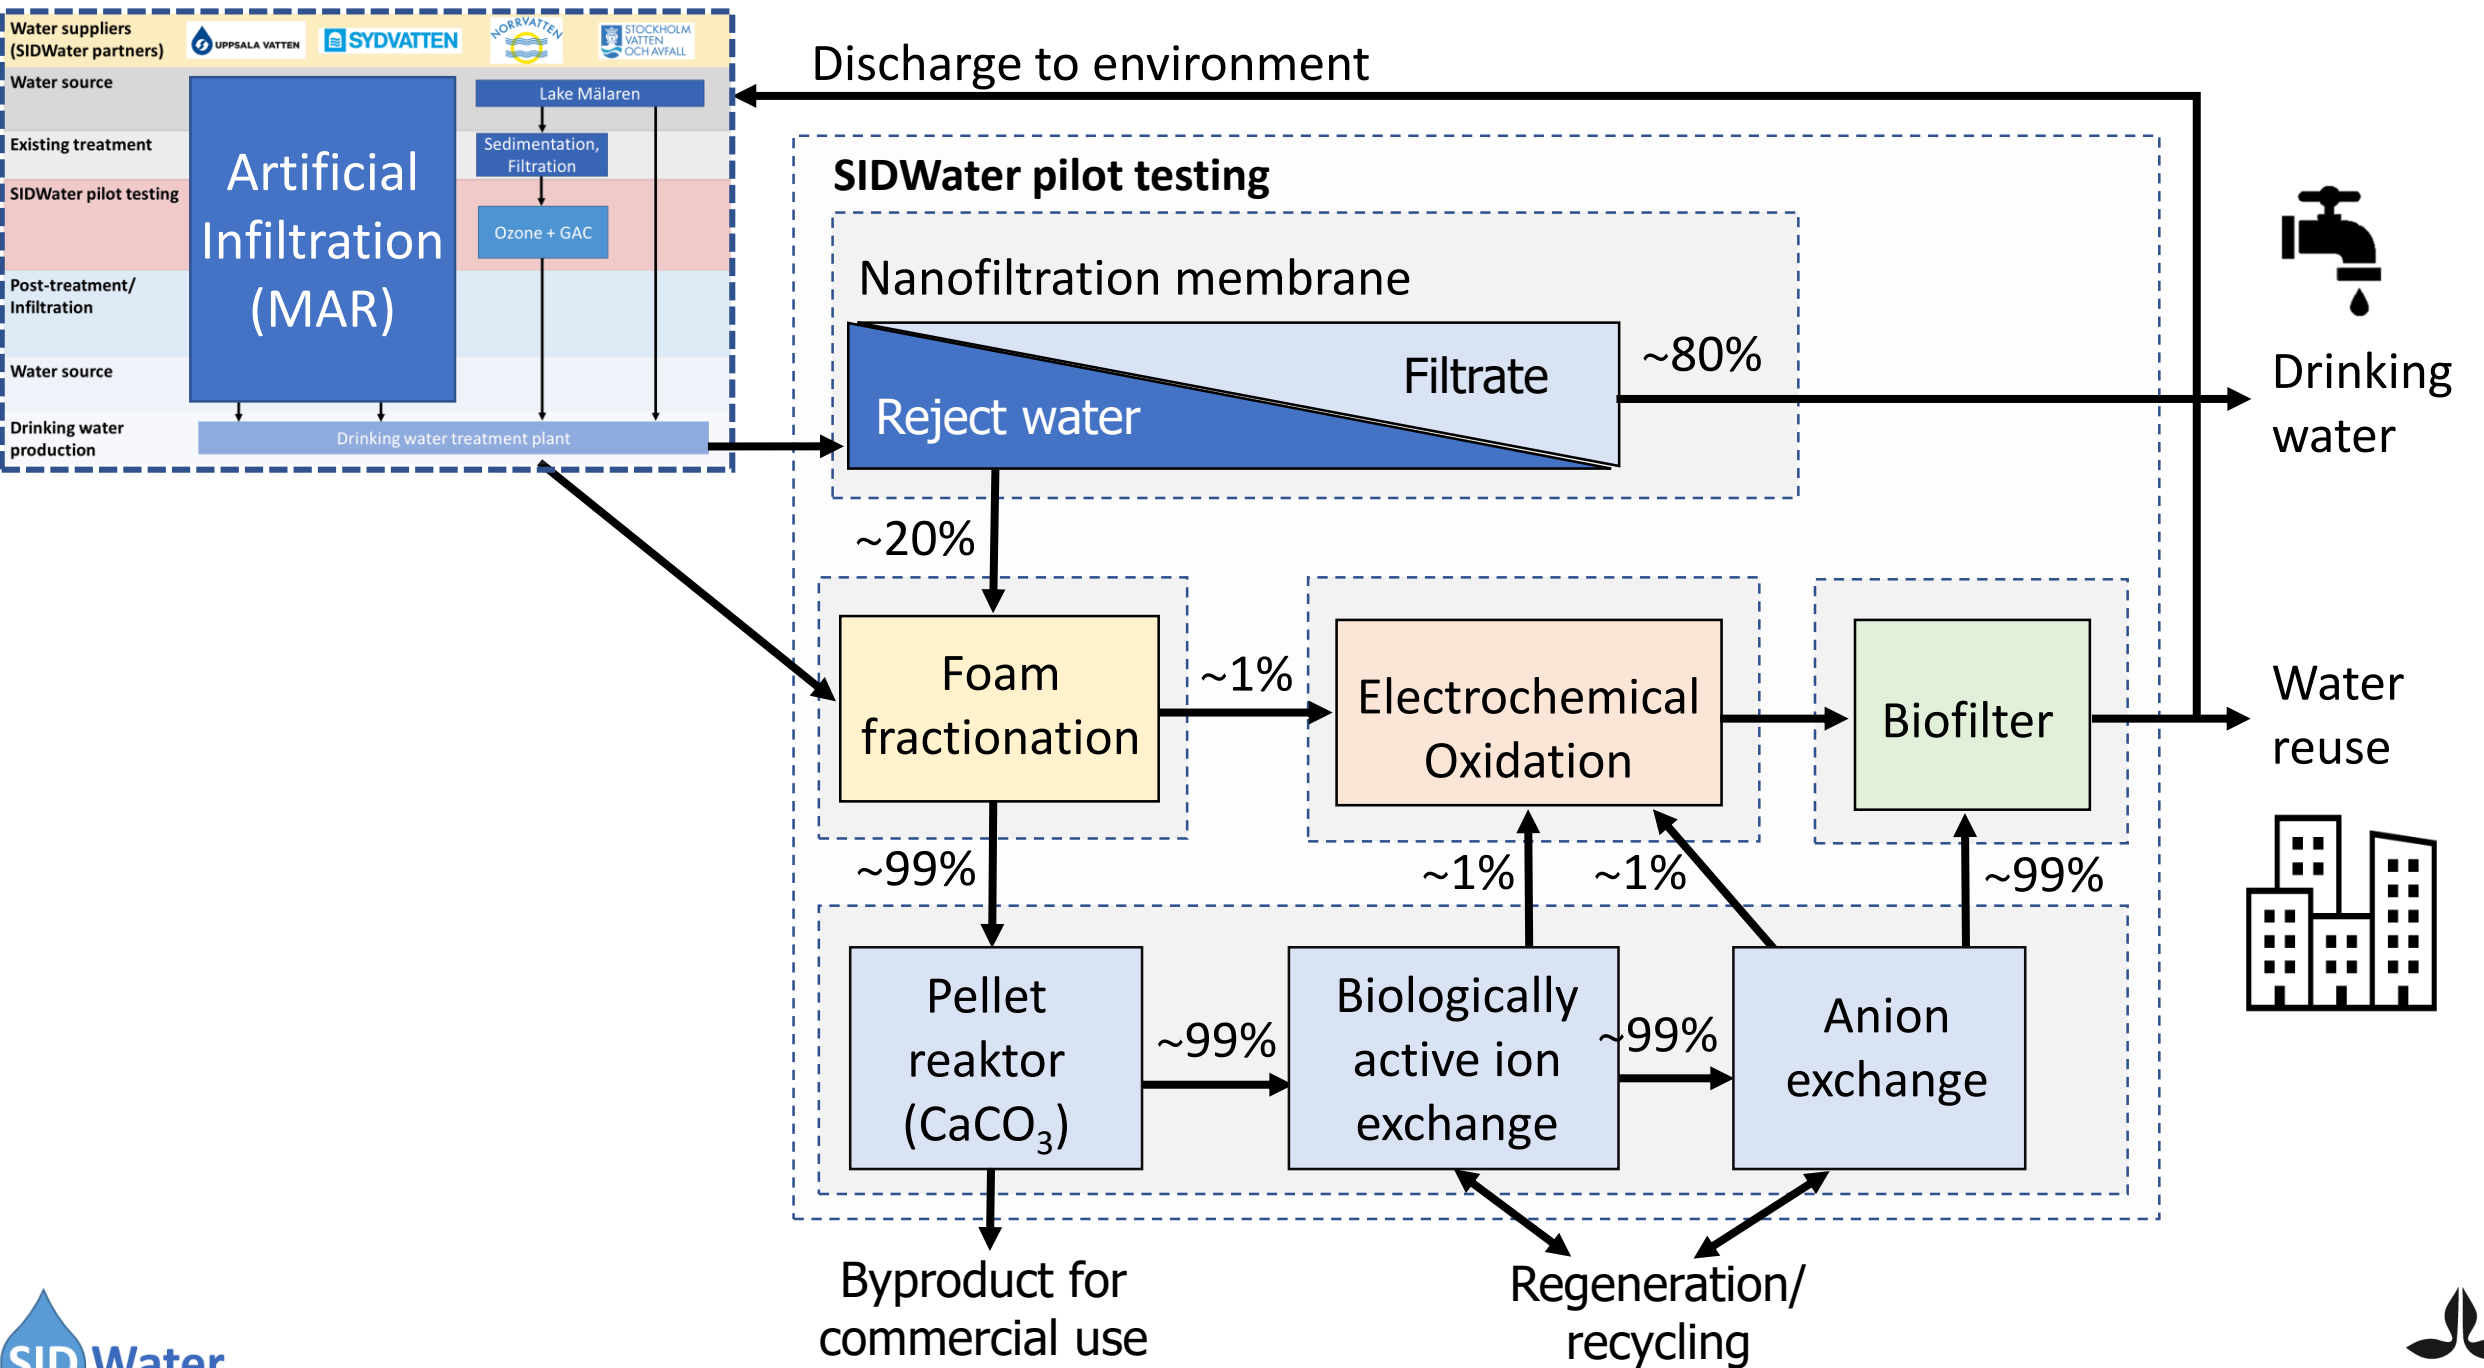 Water suppliers
(SIDWater partners)
UPPSALA VATTEN
SYDVATTEN
NORRVATTEN
STOCKHOLM
VATTEN
OCH AVFALL
Water source
Lake Mälaren
Existing treatment
Sedimentation,
Filtration
SIDWater pilot testing
Ozone + GAC
Artificial
Infiltration
(MAR)
Post-treatment/
Infiltration
Water source
Drinking water
production
Drinking water treatment plant
Discharge to environment
SIDWater pilot testing
Nanofiltration membrane
Filtrate
Reject water
~80%
Drinking
water
~20%
Foam
fractionation
~1%
Electrochemical
Oxidation
Biofilter
Water
reuse
~99%
~1%
~1%
~99%
Pellet
reaktor
(CaCO₃)
~99%
Biologically
active ion
exchange
~99%
Anion
exchange
Byproduct for
commercial use
Regeneration/
recycling
SID Water